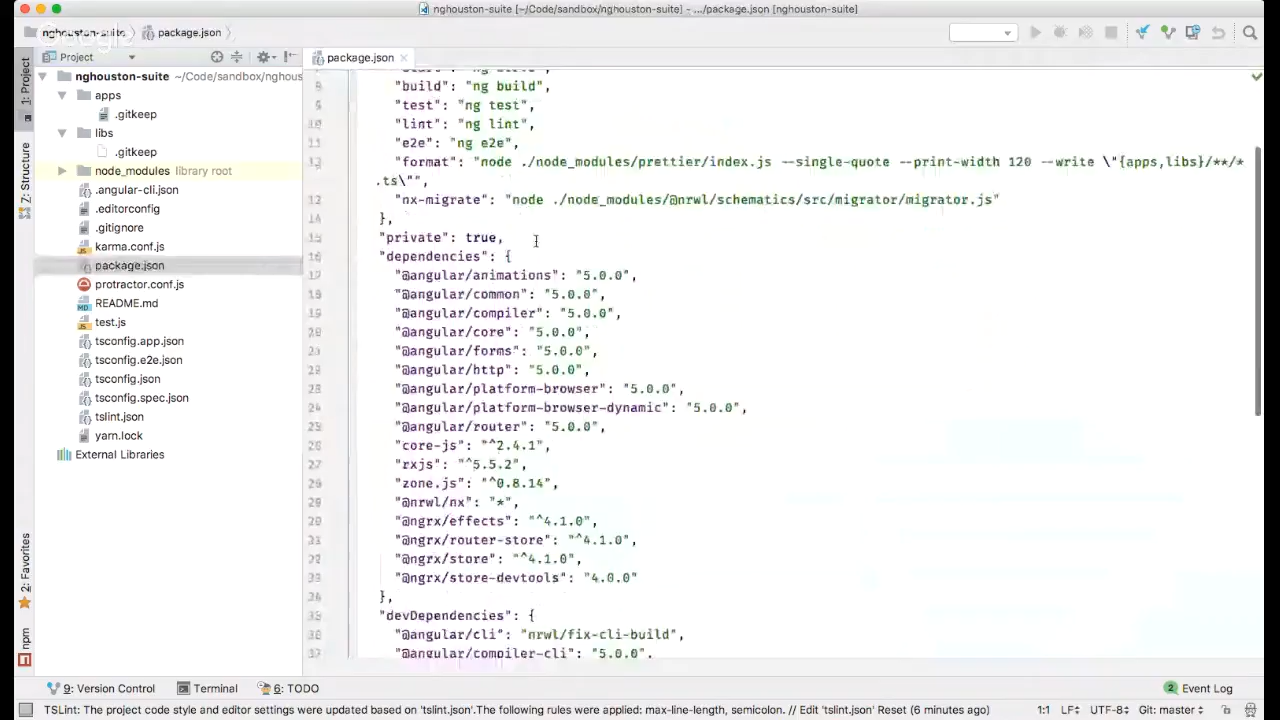 nghouston-suite [~/Code/sandbox/nghouston-suite] - .../package.json [nghouston-suite]
nghouston-suite
package.json
Google
Project
package.json
1: Project
Z: Structure
2: Favorites
npm
nghouston-suite ~/Code/sandbox/nghous
apps
.gitkeep
libs
.gitkeep
node_modules library root
.angular-cli.json
.editorconfig
.gitignore
karma.conf.js
package.json
protractor.conf.js
README.md
test.js
tsconfig.app.json
tsconfig.e2e.json
tsconfig.json
tsconfig.spec.json
tslint.json
yarn.lock
External Libraries
"build": "ng build",
"test": "ng test",
"lint": "ng lint",
"e2e": "ng e2e",
"format": "node ./node_modules/prettier/index.js --single-quote --print-width 120 --write \"{apps,libs}/**/*
.ts\"",
"nx-migrate": "node ./node_modules/@nrwl/schematics/src/migrator/migrator.js"
},
"private": true,
"dependencies": {
"@angular/animations": "5.0.0",
"@angular/common": "5.0.0",
"@angular/compiler": "5.0.0",
"@angular/core": "5.0.0",
"@angular/forms": "5.0.0",
"@angular/http": "5.0.0",
"@angular/platform-browser": "5.0.0",
"@angular/platform-browser-dynamic": "5.0.0",
"@angular/router": "5.0.0",
"core-js": "^2.4.1",
"rxjs": "^5.5.2",
"zone.js": "^0.8.14",
"@nrwl/nx": "*",
"@ngrx/effects": "^4.1.0",
"@ngrx/router-store": "^4.1.0",
"@ngrx/store": "^4.1.0",
"@ngrx/store-devtools": "4.0.0"
},
"devDependencies": {
"@angular/cli": "nrwl/fix-cli-build",
"@angular/compiler-cli": "5.0.0",
9: Version Control
Terminal
6: TODO
2 Event Log
TSLint: The project code style and editor settings were updated based on 'tslint.json'.The following rules were applied: max-line-length, semicolon. // Edit 'tslint.json' Reset (6 minutes ago)
1:1 LF UTF-8 Git: master